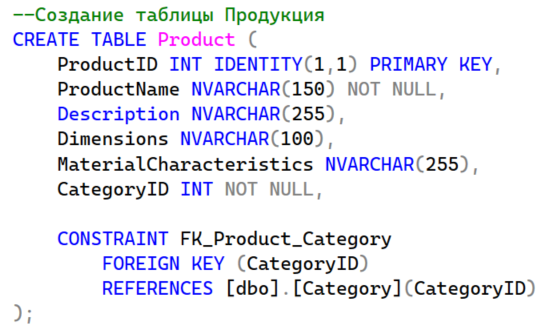 --Создание таблицы Продукция
CREATE TABLE Product (
    ProductID INT IDENTITY(1,1) PRIMARY KEY,
    ProductName NVARCHAR(150) NOT NULL,
    Description NVARCHAR(255),
    Dimensions NVARCHAR(100),
    MaterialCharacteristics NVARCHAR(255),
    CategoryID INT NOT NULL,

    CONSTRAINT FK_Product_Category
        FOREIGN KEY (CategoryID)
        REFERENCES [dbo].[Category](CategoryID)
);